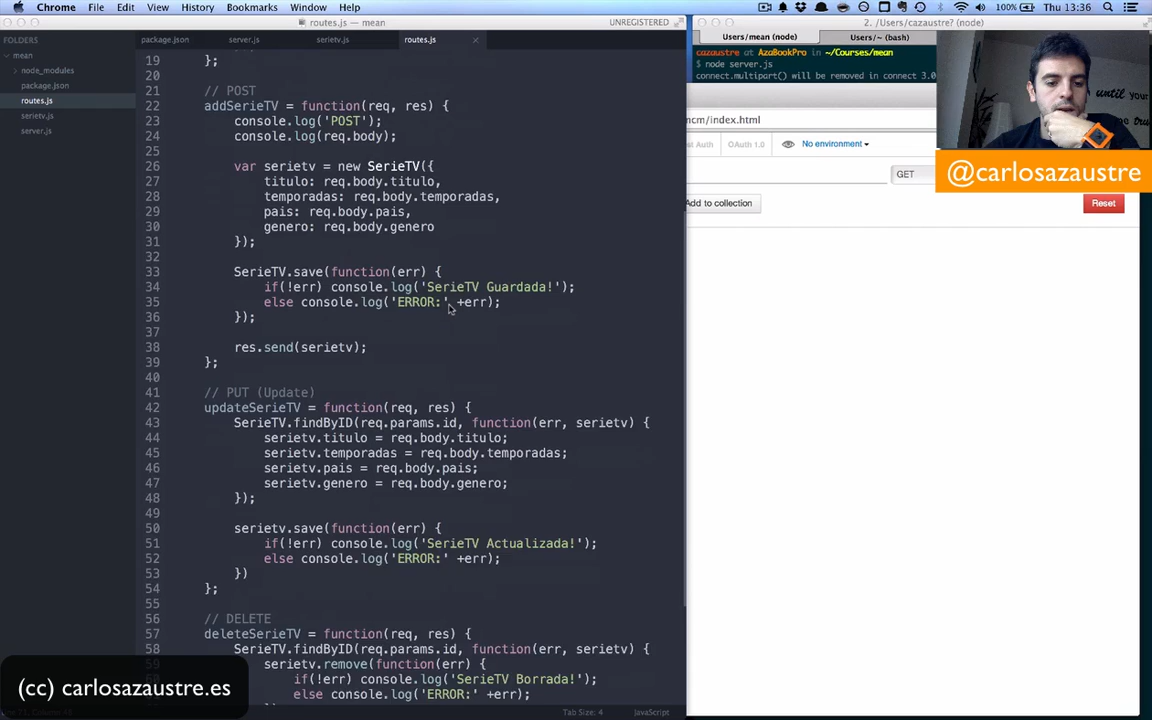 Chrome File Edit View History Bookmarks Window Help 100% Thu 13:36
routes.js — mean UNREGISTERED
2. /Users/cazaustre? (node)
FOLDERS
mean
node_modules
package.json
routes.js
serietv.js
server.js
package.json server.js serietv.js routes.js
19 };
20
21 // POST
22 addSerieTV = function(req, res) {
23 console.log('POST');
24 console.log(req.body);
25
26 var serietv = new SerieTV({
27 titulo: req.body.titulo,
28 temporadas: req.body.temporadas,
29 pais: req.body.pais,
30 genero: req.body.genero
31 });
32
33 SerieTV.save(function(err) {
34 if(!err) console.log('SerieTV Guardada!');
35 else console.log('ERROR:' +err);
36 });
37
38 res.send(serietv);
39 };
40
41 // PUT (Update)
42 updateSerieTV = function(req, res) {
43 SerieTV.findByID(req.params.id, function(err, serietv) {
44 serietv.titulo = req.body.titulo;
45 serietv.temporadas = req.body.temporadas;
46 serietv.pais = req.body.pais;
47 serietv.genero = req.body.genero;
48 });
49
50 serietv.save(function(err) {
51 if(!err) console.log('SerieTV Actualizada!');
52 else console.log('ERROR:' +err);
53 })
54 };
55
56 // DELETE
57 deleteSerieTV = function(req, res) {
58 SerieTV.findByID(req.params.id, function(err, serietv) {
59 serietv.remove(function(err) {
if(!err) console.log('SerieTV Borrada!');
else console.log('ERROR:' +err);
Tab Size: 4 JavaScript
Users/mean (node) Users/~ (bash)
cazaustre at AzaBookPro in ~/Courses/mean
$ node server.js
connect.multipart() will be removed in connect 3.0
mcm/index.html
st Auth OAuth 1.0 No environment
GET
Add to collection Reset
until your
@carlosazaustre
(cc) carlosazaustre.es